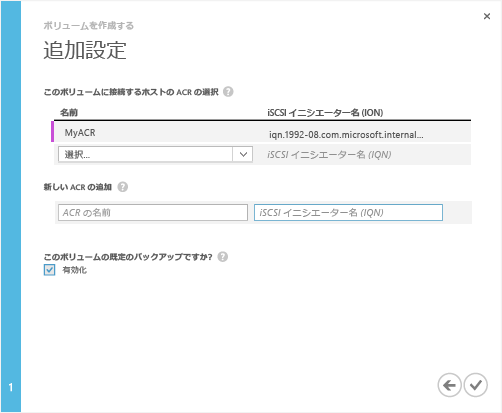 ボリュームを作成する
追加設定
このボリュームに接続するホストの ACR の選択 ?
名前 iSCSI イニシエーター名 (ION)
MyACR iqn.1992-08.com.microsoft.internal...
選択... iSCSI イニシエーター名 (IQN)
新しい ACR の追加 ?
ACR の名前 iSCSI イニシエーター名 (IQN)
このボリュームの既定のバックアップですか? ?
有効化
1